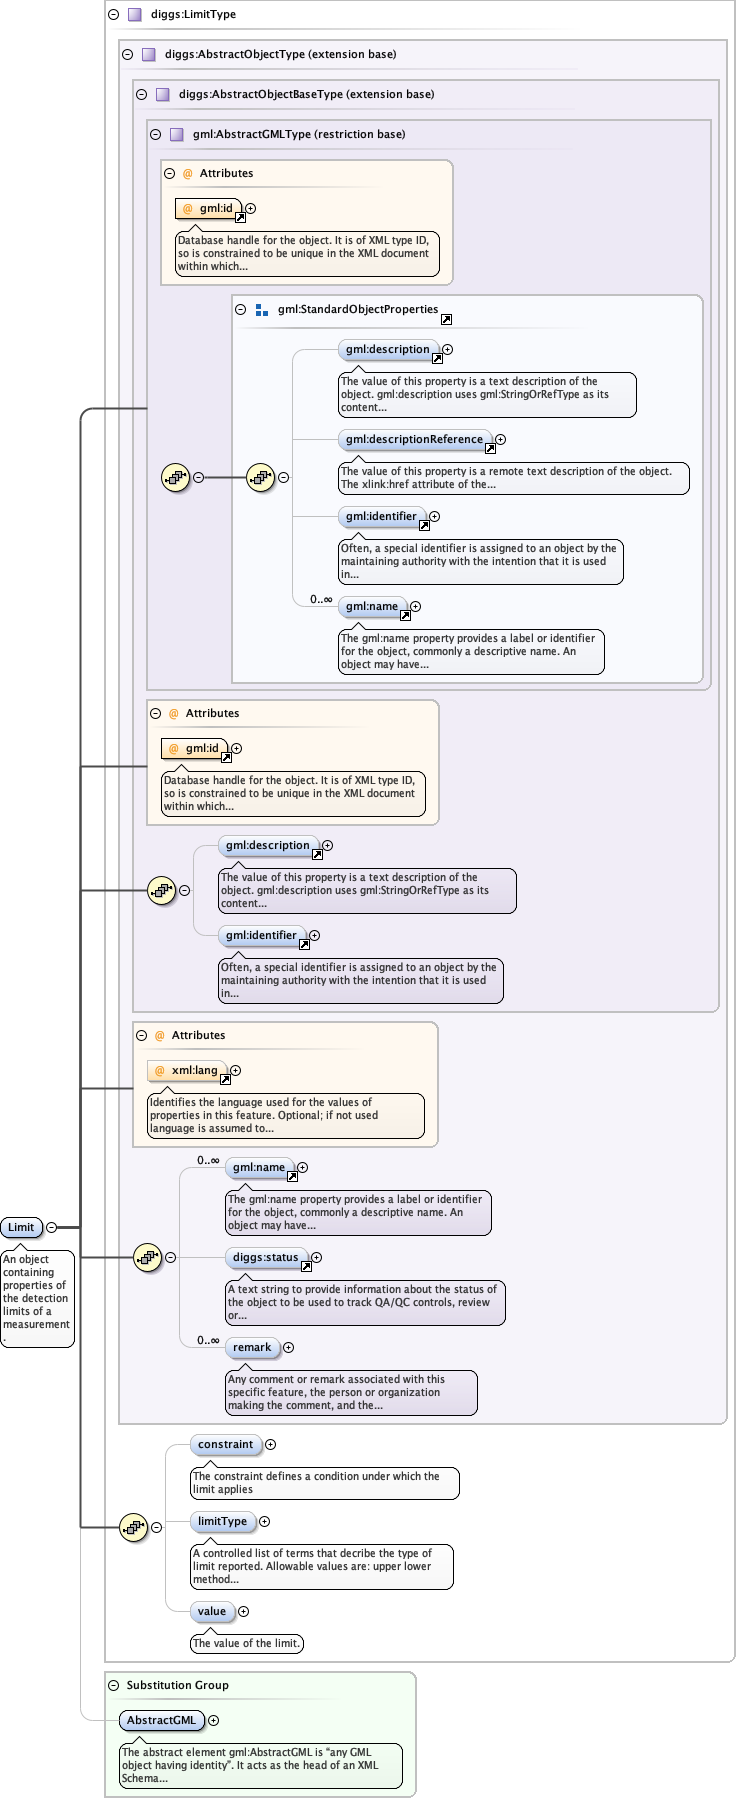 diggs:LimitType
diggs:AbstractObjectType (extension base)
diggs:AbstractObjectBaseType (extension base)
gml:AbstractGMLType (restriction base)
@ Attributes
@ gml:id
Database handle for the object. It is of XML type ID,
so is constrained to be unique in the XML document
within which...
gml:StandardObjectProperties
gml:description
The value of this property is a text description of the
object. gml:description uses gml:StringOrRefType as its
content...
gml:descriptionReference
The value of this property is a remote text description of the object.
The xlink:href attribute of the...
gml:identifier
Often, a special identifier is assigned to an object by the
maintaining authority with the intention that it is used
in...
0..∞
gml:name
The gml:name property provides a label or identifier
for the object, commonly a descriptive name. An
object may have...
@ Attributes
@ gml:id
Database handle for the object. It is of XML type ID,
so is constrained to be unique in the XML document
within which...
gml:description
The value of this property is a text description of the
object. gml:description uses gml:StringOrRefType as its
content...
gml:identifier
Often, a special identifier is assigned to an object by the
maintaining authority with the intention that it is used
in...
@ Attributes
@ xml:lang
Identifies the language used for the values of
properties in this feature. Optional; if not used
language is assumed to...
0..∞
gml:name
The gml:name property provides a label or identifier
for the object, commonly a descriptive name. An
object may have...
Limit
An object
containing
properties of
the detection
limits of a
measurement
.
diggs:status
A text string to provide information about the status of
the object to be used to track QA/QC controls, review
or...
0..∞
remark
Any comment or remark associated with this
specific feature, the person or organization
making the comment, and the...
constraint
The constraint defines a condition under which the
limit applies
limitType
A controlled list of terms that decribe the type of
limit reported. Allowable values are: upper lower
method...
value
The value of the limit.
Substitution Group
AbstractGML
The abstract element gml:AbstractGML is “any GML
object having identity”. It acts as the head of an XML
Schema...